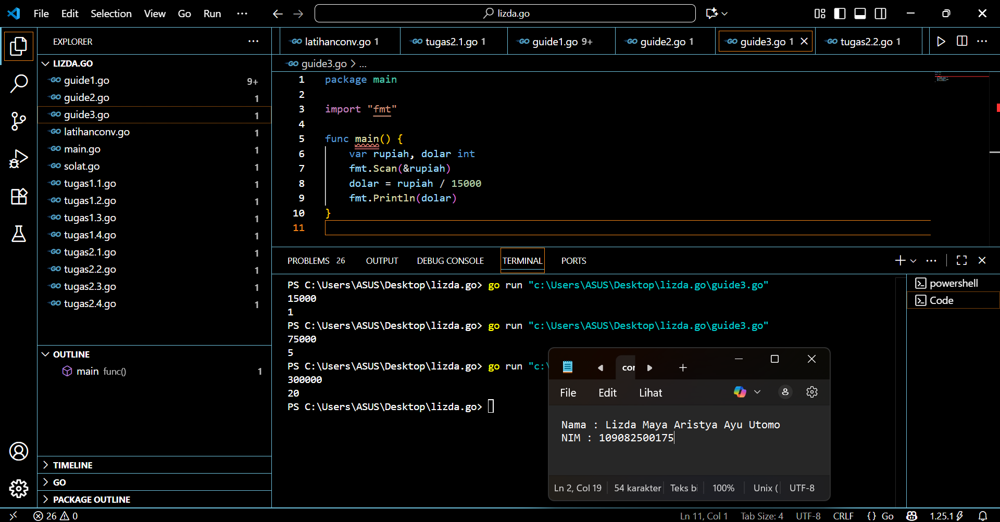 File Edit Selection View Go Run ··· lizda.go
EXPLORER ···
LIZDA.GO
guide1.go 9+
guide2.go 1
guide3.go 1
latihanconv.go 1
main.go 1
solat.go 1
tugas1.1.go 1
tugas1.2.go 1
tugas1.3.go 1
tugas1.4.go 1
tugas2.1.go 1
tugas2.2.go 1
tugas2.3.go 1
tugas2.4.go 1
OUTLINE
main func() 1
TIMELINE
GO
PACKAGE OUTLINE
latihanconv.go 1 tugas2.1.go 1 guide1.go 9+ guide2.go 1 guide3.go 1 tugas2.2.go 1
guide3.go > ...
1 package main
2
3 import "fmt"
4
5 func main() {
6 var rupiah, dolar int
7 fmt.Scan(&rupiah)
8 dolar = rupiah / 15000
9 fmt.Println(dolar)
10 }
11
PROBLEMS 26 OUTPUT DEBUG CONSOLE TERMINAL PORTS
PS C:\Users\ASUS\Desktop\lizda.go> go run "c:\Users\ASUS\Desktop\lizda.go\guide3.go"
15000
1
PS C:\Users\ASUS\Desktop\lizda.go> go run "c:\Users\ASUS\Desktop\lizda.go\guide3.go"
75000
5
PS C:\Users\ASUS\Desktop\lizda.go> go run "c:\
300000
20
PS C:\Users\ASUS\Desktop\lizda.go>
powershell
Code
cor
File Edit Lihat
Nama : Lizda Maya Aristya Ayu Utomo
NIM : 109082500175
Ln 2, Col 19 54 karakter Teks bi 100% Unix ( UTF-8
26 0 Ln 11, Col 1 Tab Size: 4 UTF-8 CRLF {} Go 1.25.1